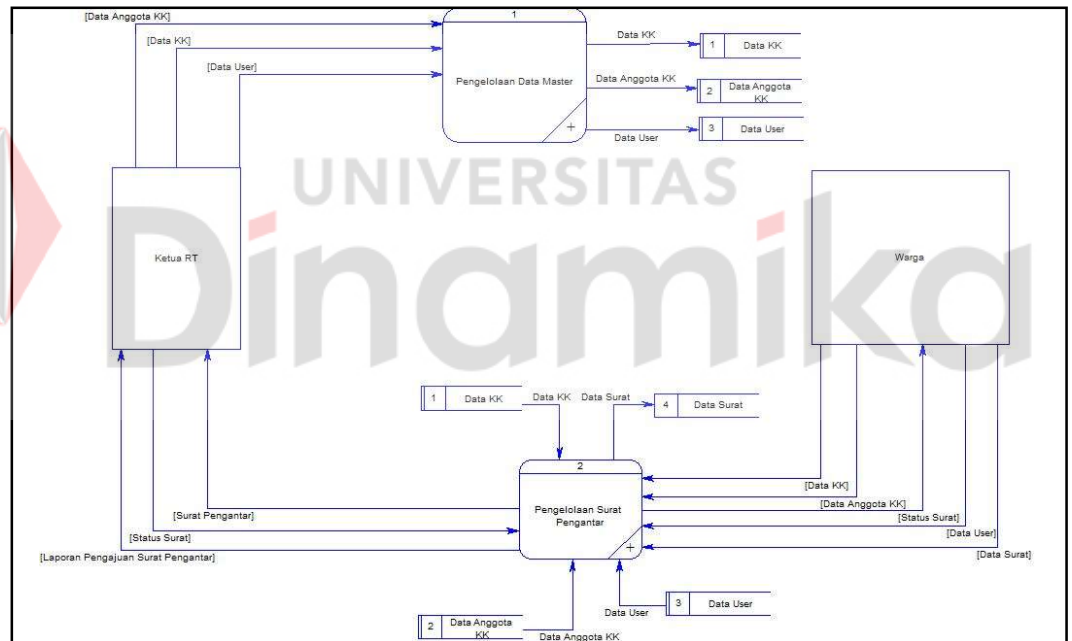 [Data Anggota KK]
[Data KK]
[Data User]
1
Pengelolaan Data Master
+
Data KK
1 Data KK
Data Anggota KK
2 Data Anggota
KK
Data User
3 Data User
UNIVERSITAS
Dinamika
Ketua RT
Warga
1 Data KK
Data KK
Data Surat
4 Data Surat
2
Pengelolaan Surat
Pengantar
+
[Surat Pengantar]
[Status Surat]
[Laporan Pengajuan Surat Pengantar]
[Data KK]
[Data Anggota KK]
[Status Surat]
[Data User]
[Data Surat]
2 Data Anggota
KK
Data Anggota KK
Data User
3 Data User